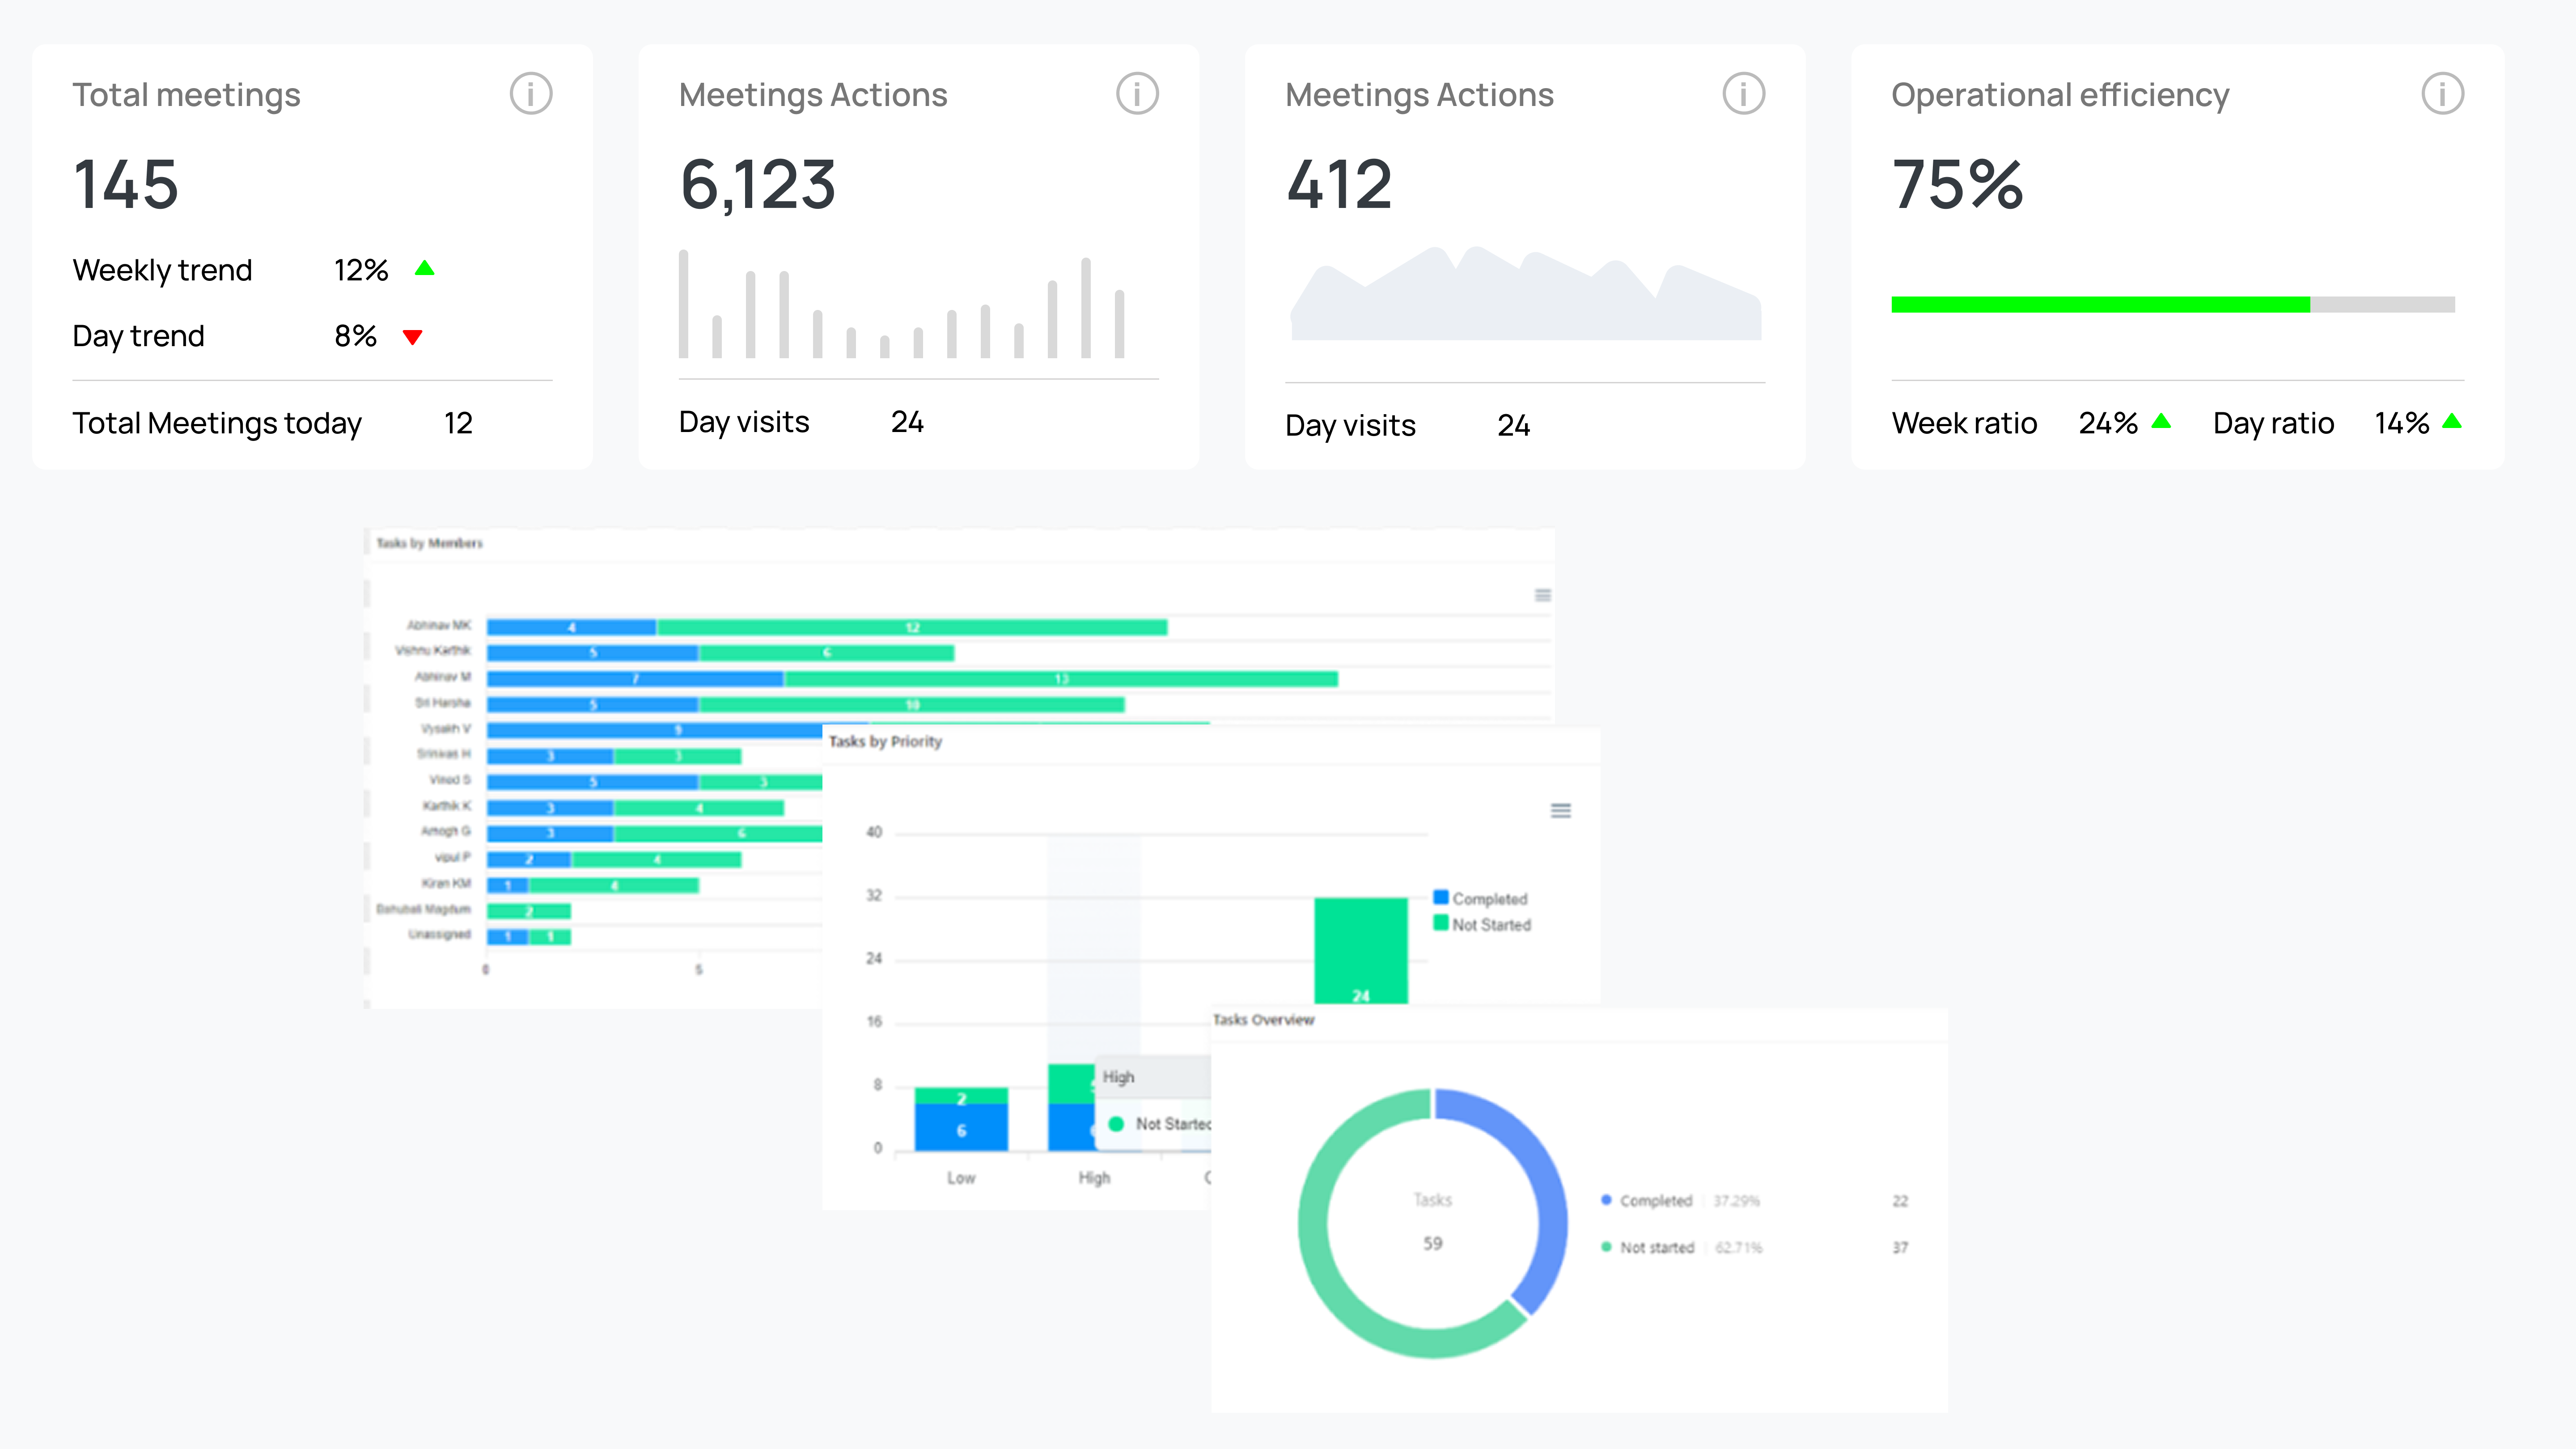 Total meetings
145
Weekly trend 12%
Day trend 8%
Total Meetings today 12
Meetings Actions
6,123
Day visits 24
Meetings Actions
412
Day visits 24
Operational efficiency
75%
Week ratio 24% Day ratio 14%
Tasks by Members
Abhinav MK 4 12
Vishnu Karthik 5 6
Abhinav M 7 13
Sri Harsha 5 10
Vysakh V 9
Srinivas H 3 3
Vinod S 5 3
Karthik K 3 4
Amogh G 3 6
vipul P 2 4
Kiran KM 1 4
Bahubali Magdum 2
Unassigned 1 1
0 5
Tasks by Priority
40
32
24
16
8
0
Completed
Not Started
24
2
6
High
Not Started
Low High
Tasks Overview
Tasks
59
Completed 37.29% 22
Not started 62.71% 37